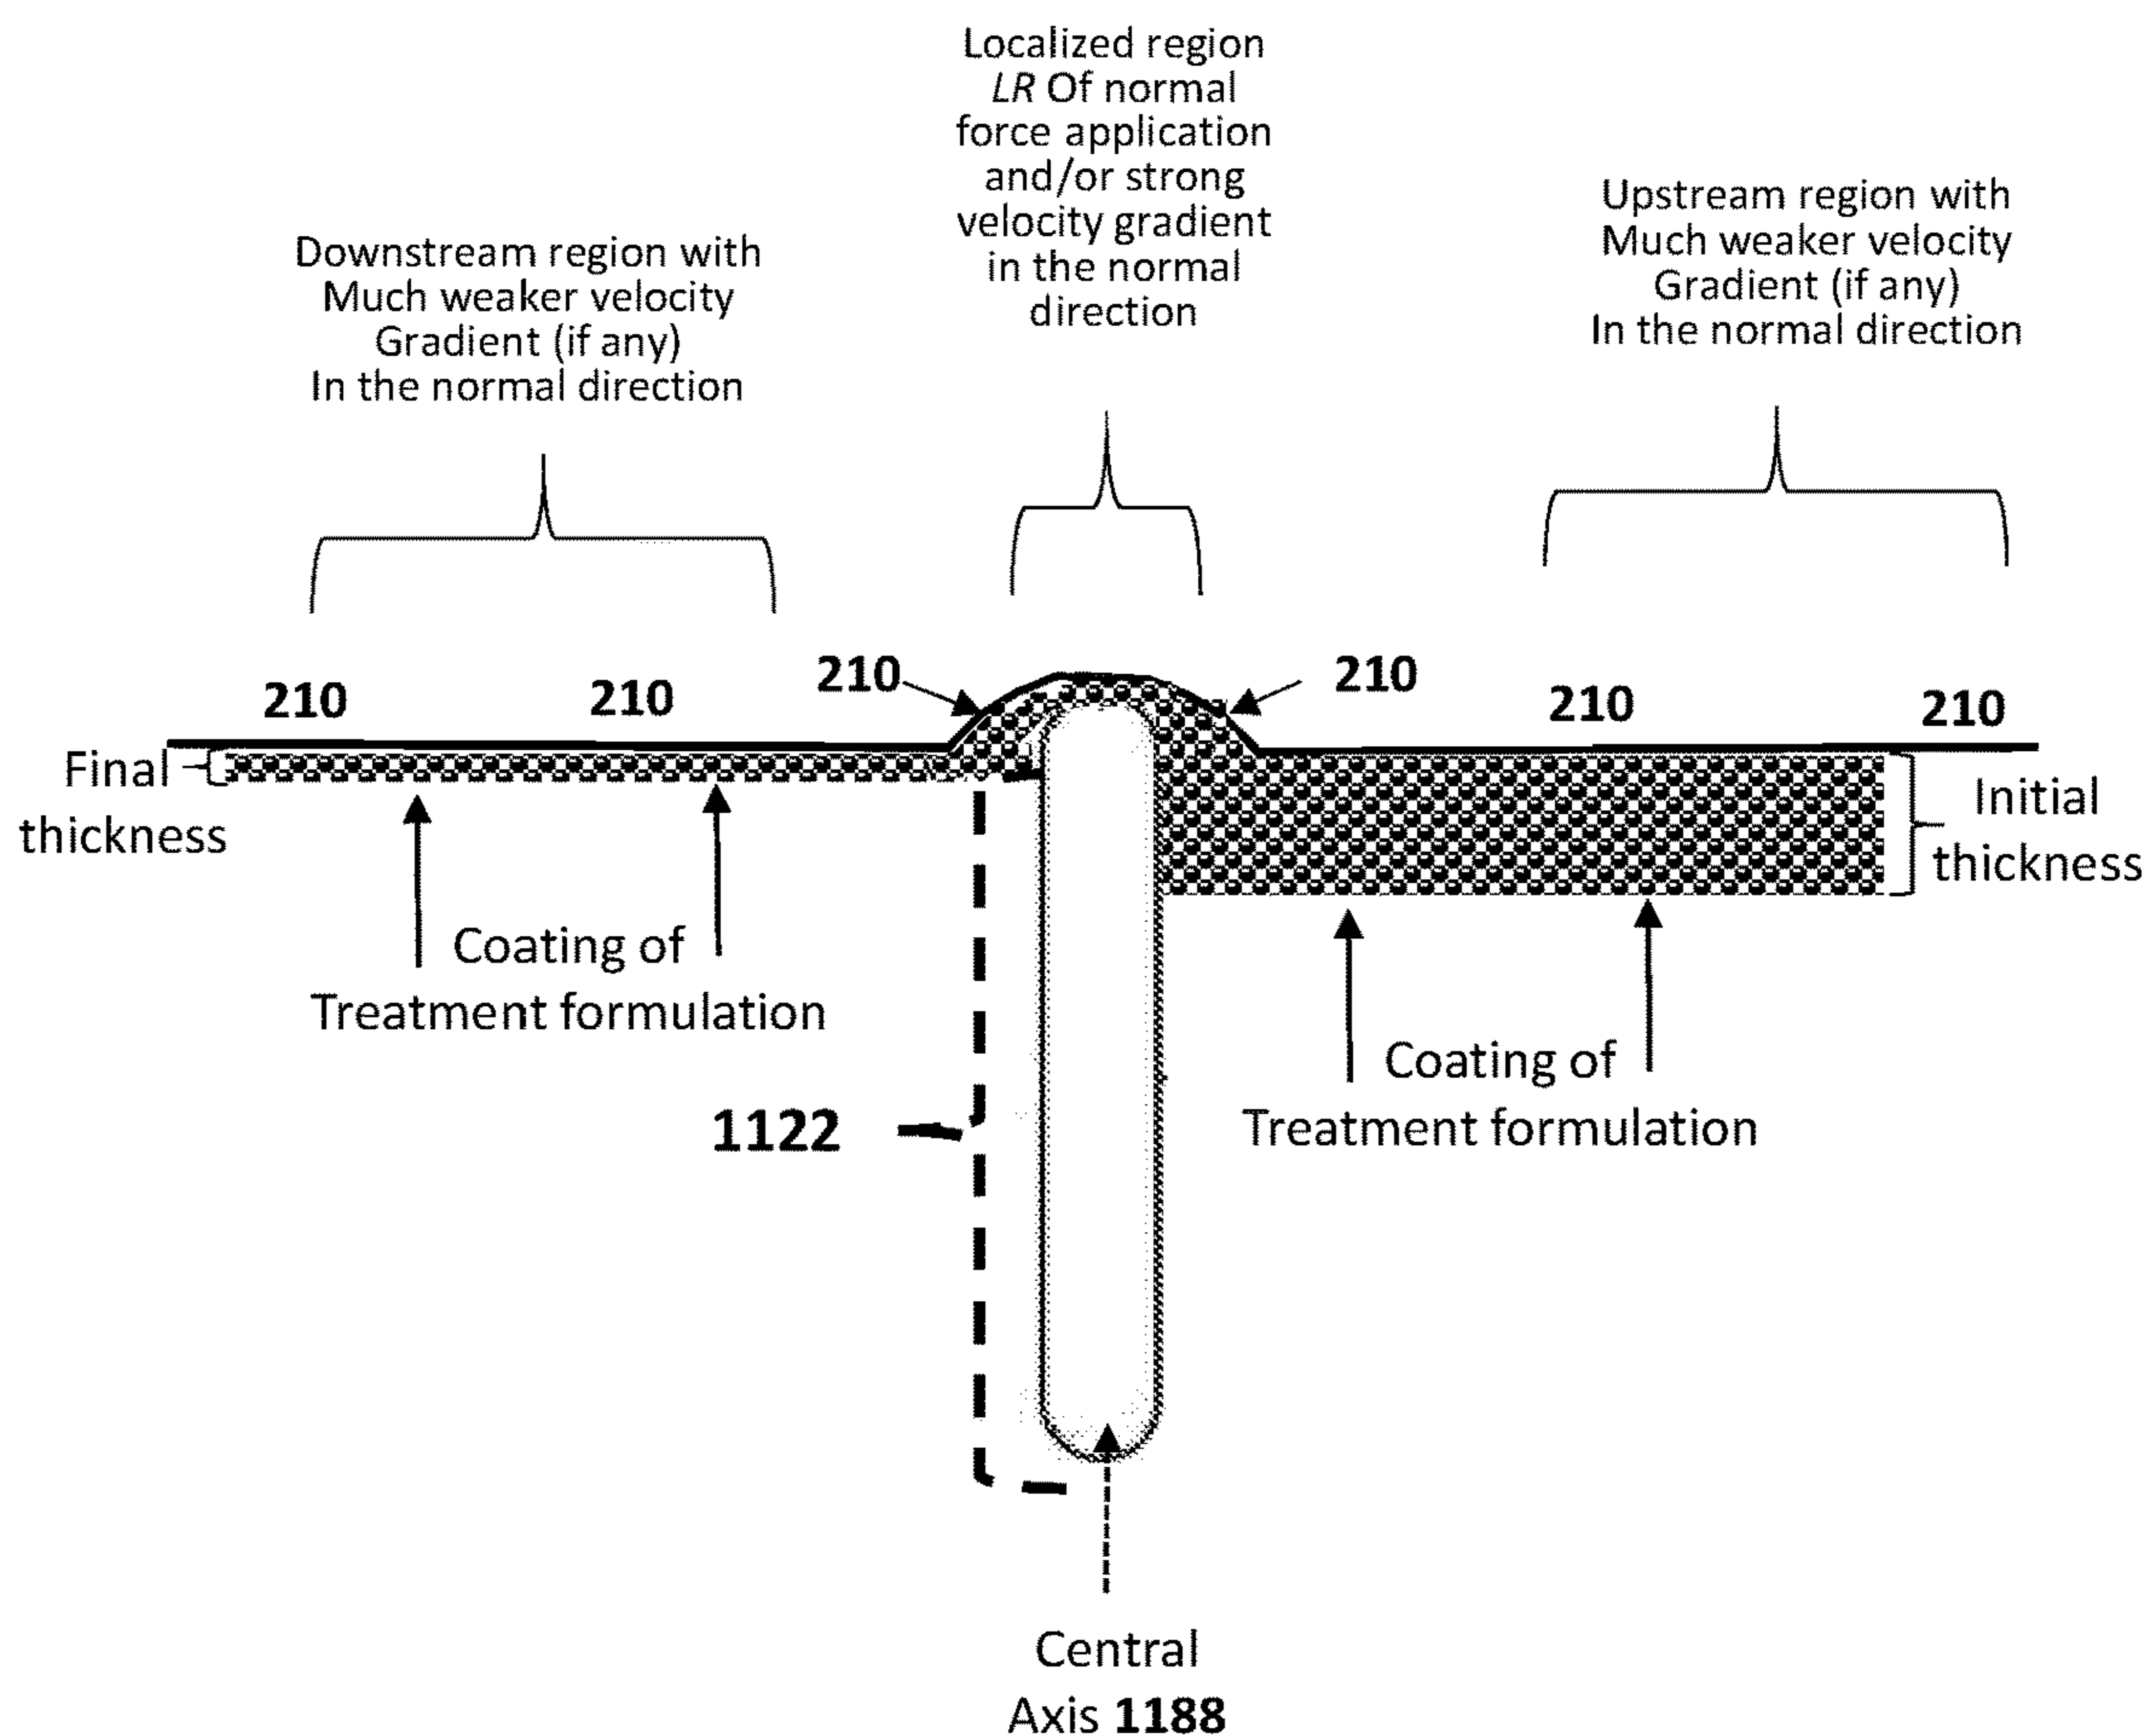 Localized region
LR Of normal
force application
and/or strong
velocity gradient
in the normal
direction
Downstream region with
Much weaker velocity
Gradient (if any)
In the normal direction
Upstream region with
Much weaker velocity
Gradient (if any)
In the normal direction
210
210
210
210
210
210
Final
thickness
Initial
thickness
Coating of
Treatment formulation
Coating of
Treatment formulation
1122
Central
Axis 1188